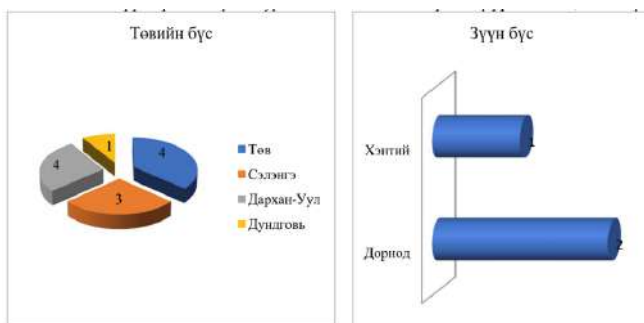 Төвийн бүс
4
4
3
1
Төв
Сэлэнгэ
Дархан-Уул
Дундговь
Зүүн бүс
Хэнтий
1
Дорнод
2